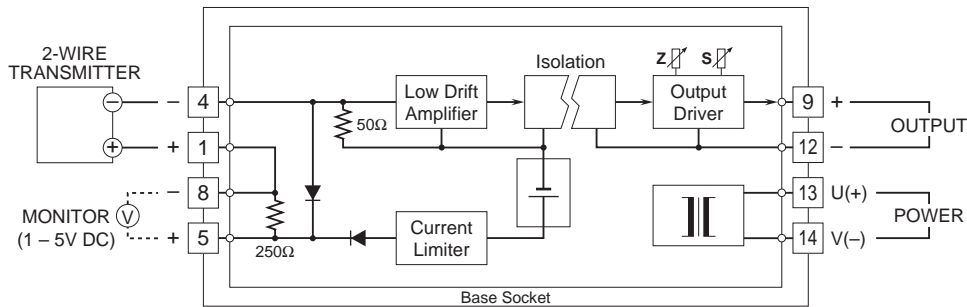 2-WIRE
TRANSMITTER
−
+
− 4
+ 1
− 8
+ 5
MONITOR
(1 – 5V DC)
V
50Ω
250Ω
Low Drift
Amplifier
Current
Limiter
Isolation
Z
S
Output
Driver
9 +
12 −
OUTPUT
13 U(+)
14 V(−)
POWER
Base Socket